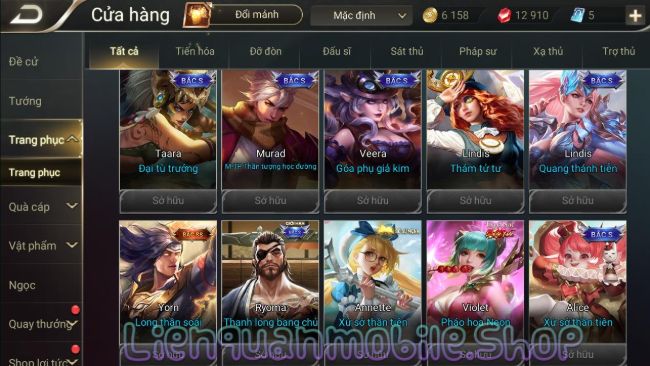 Cửa hàng
Đổi mảnh
Mặc định
6 158
12 910
5
Đề cứ
Tất cả
Tiến hóa
Đỡ đòn
Đấu sĩ
Sát thủ
Pháp sư
Xạ thủ
Trợ thủ
Tướng
Trang phục
Trang phục
Quà cáp
Vật phẩm
Ngọc
Quay thưởng
Shop lợi tức
BẬC S
Taara
Đại tù trưởng
Sở hữu
BẬC S
Murad
M-TP Thần tượng học đường
Sở hữu
BẬC S
Veera
Góa phụ giả kim
Sở hữu
Lindis
Thám tử tư
Sở hữu
BẬC S
Lindis
Quang thánh tiễn
Sở hữu
Yorn
Long thần soái
Sở hữu
GIỚI HẠN
Ryoma
Thanh long bang chủ
Sở hữu
Annette
Xứ sở thần tiên
Sở hữu
Violet
Pháo hoa Neon
Sở hữu
BẬC S
Alice
Xứ sở thần tiên
Sở hữu
Lienquanmobile.Shop